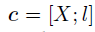 c = [X; l]